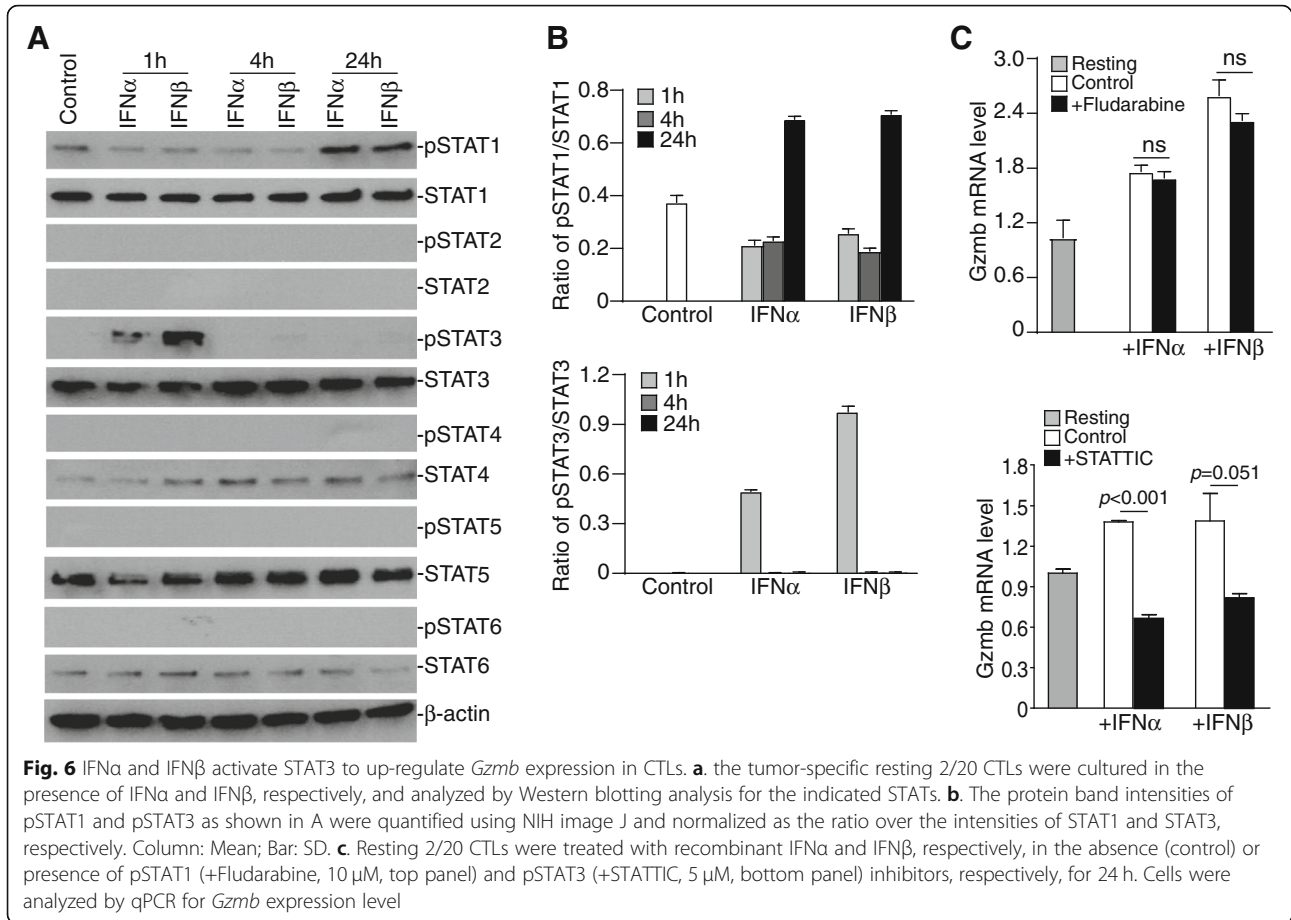 A
1h
4h
24h
Control
IFNα
IFNβ
IFNα
IFNβ
IFNα
IFNβ
-pSTAT1
-STAT1
-pSTAT2
-STAT2
-pSTAT3
-STAT3
-pSTAT4
-STAT4
-pSTAT5
-STAT5
-pSTAT6
-STAT6
-β-actin
B
Ratio of pSTAT1/STAT1
0.8
0.6
0.4
0.2
0
1h
4h
24h
Control
IFNα
IFNβ
Ratio of pSTAT3/STAT3
1.2
0.9
0.6
0.3
0
1h
4h
24h
Control
IFNα
IFNβ
C
Gzmb mRNA level
3.0
2.4
1.8
1.2
0.6
0
Resting
Control
+Fludarabine
ns
ns
+IFNα
+IFNβ
Gzmb mRNA level
1.8
1.5
1.2
0.9
0.6
0.3
0
Resting
Control
+STATTIC
p<0.001
p=0.051
+IFNα
+IFNβ
Fig. 6 IFNα and IFNβ activate STAT3 to up-regulate Gzmb expression in CTLs. a. the tumor-specific resting 2/20 CTLs were cultured in the
presence of IFNα and IFNβ, respectively, and analyzed by Western blotting analysis for the indicated STATs. b. The protein band intensities of
pSTAT1 and pSTAT3 as shown in A were quantified using NIH image J and normalized as the ratio over the intensities of STAT1 and STAT3,
respectively. Column: Mean; Bar: SD. c. Resting 2/20 CTLs were treated with recombinant IFNα and IFNβ, respectively, in the absence (control) or
presence of pSTAT1 (+Fludarabine, 10 μM, top panel) and pSTAT3 (+STATTIC, 5 μM, bottom panel) inhibitors, respectively, for 24 h. Cells were
analyzed by qPCR for Gzmb expression level